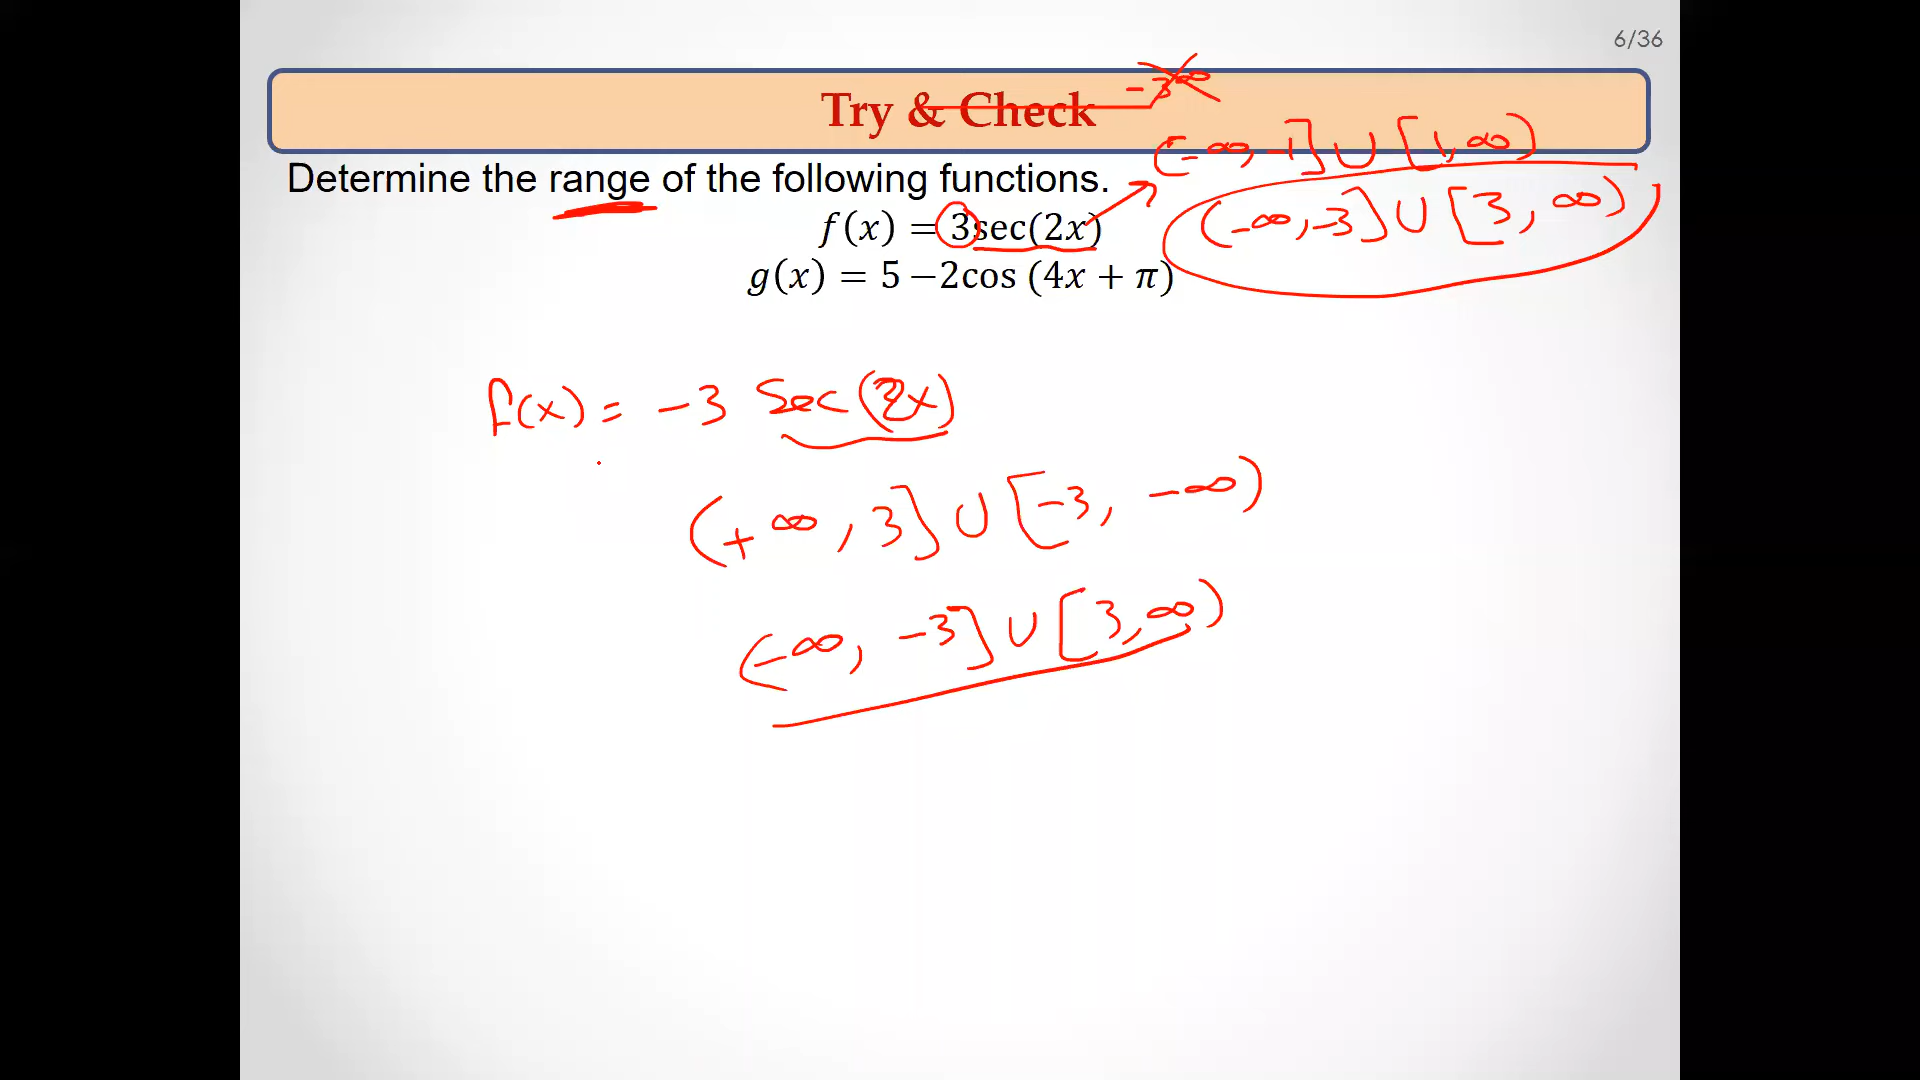 6/36
-3∞
Try & Check
(-∞, -1] ∪ [1, ∞)
Determine the range of the following functions.
f(x) = 3sec(2x)
(-∞, -3] ∪ [3, ∞)
g(x) = 5 −2cos (4x + π)
f(x) = -3 Sec(2x)
(+∞, 3] ∪ [-3, -∞)
(-∞, -3] ∪ [3, ∞)